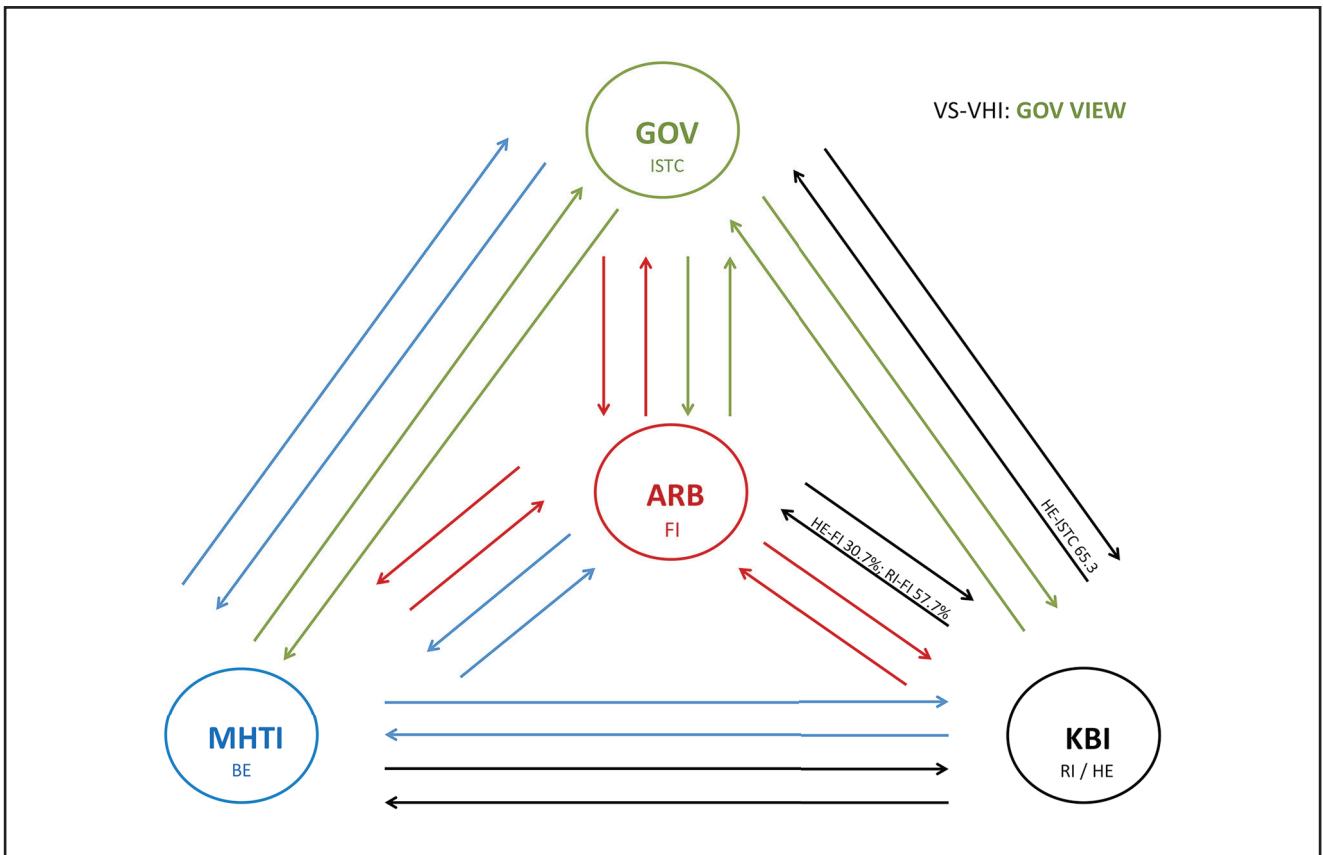 VS-VHI: GOV VIEW
GOV
ISTC
ARB
FI
HE-FI 30.7%; RI-FI 57.7%
HE-ISTC 65.3
MHTI
BE
KBI
RI / HE